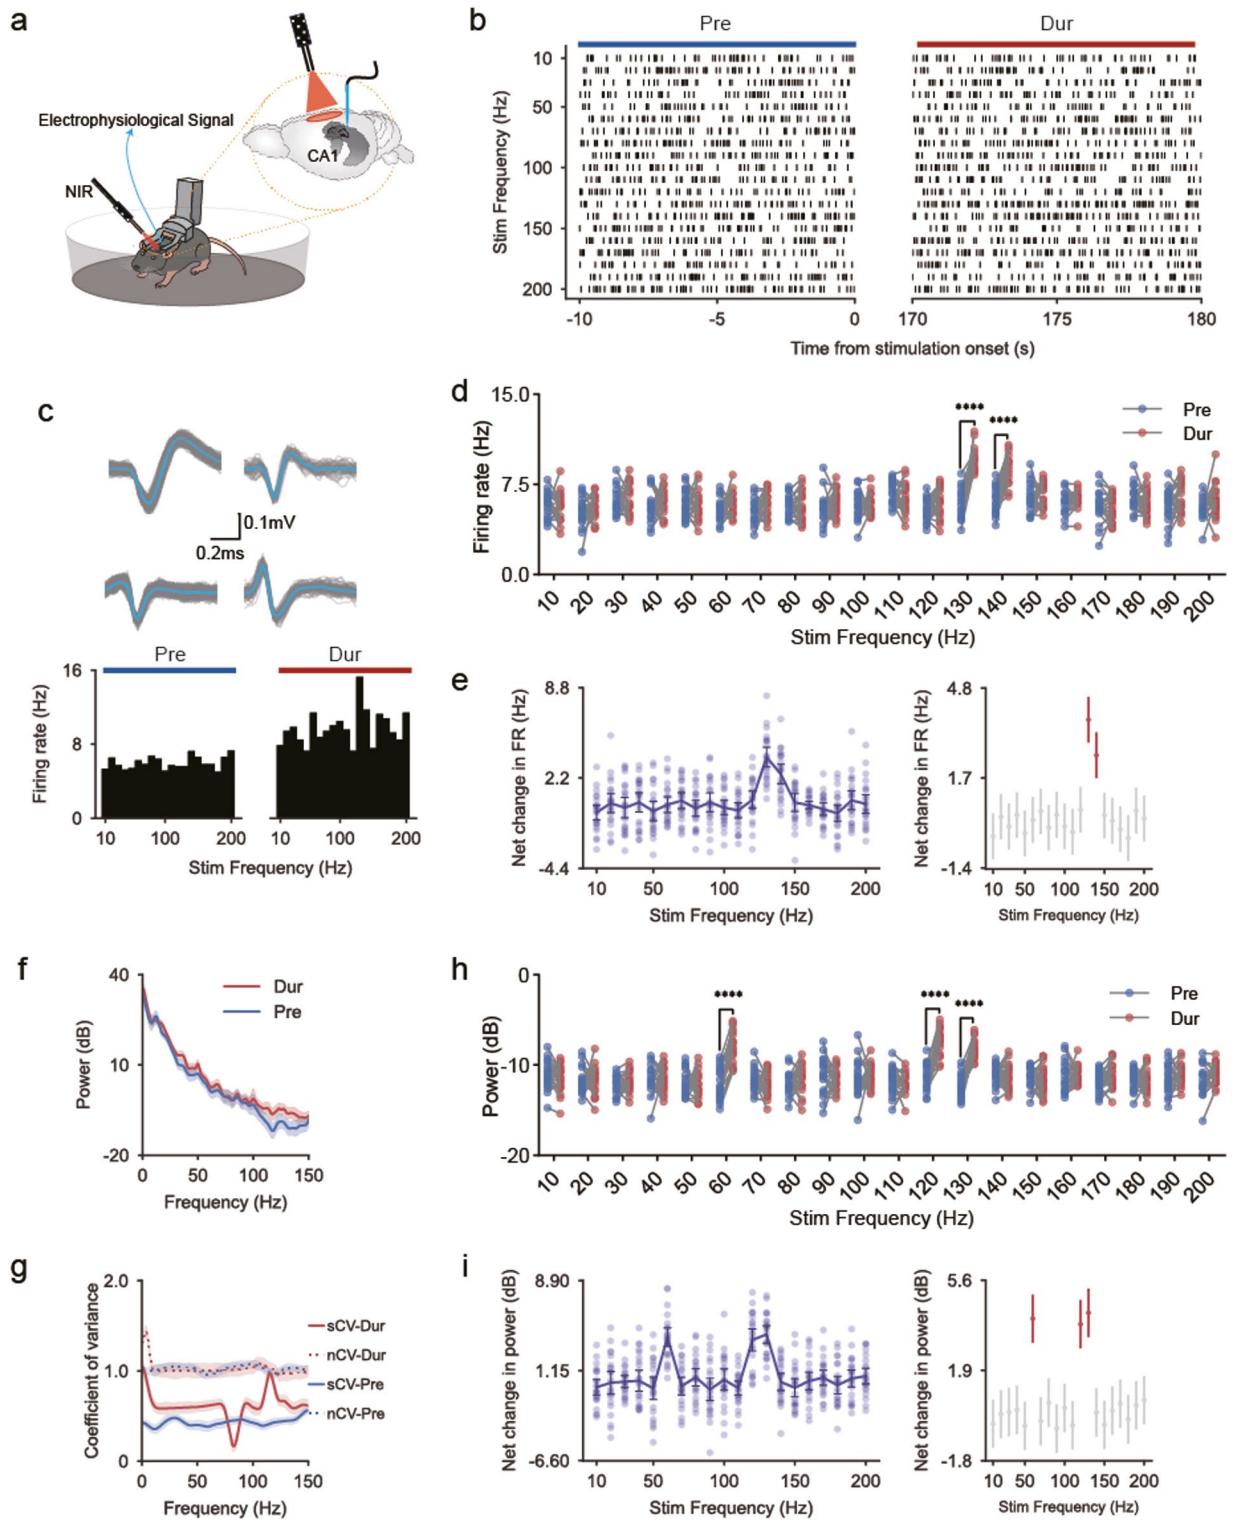 a
Electrophysiological Signal
NIR
CA1
b
Pre
Dur
Stim Frequency (Hz)
10
50
100
150
200
-10
-5
0
170
175
180
Time from stimulation onset (s)
c
0.1mV
0.2ms
Pre
Dur
Firing rate (Hz)
16
8
0
10
100
200
10
100
200
Stim Frequency (Hz)
d
Firing rate (Hz)
15.0
7.5
0.0
****
****
Pre
Dur
10
20
30
40
50
60
70
80
90
100
110
120
130
140
150
160
170
180
190
200
Stim Frequency (Hz)
e
Net change in FR (Hz)
8.8
2.2
-4.4
10
50
100
150
200
Stim Frequency (Hz)
Net change in FR (Hz)
4.8
1.7
-1.4
10
50
100
150
200
Stim Frequency (Hz)
f
Power (dB)
40
10
-20
Dur
Pre
0
50
100
150
Frequency (Hz)
h
Power (dB)
0
-10
-20
****
****
****
Pre
Dur
10
20
30
40
50
60
70
80
90
100
110
120
130
140
150
160
170
180
190
200
Stim Frequency (Hz)
g
Coefficient of variance
2.0
1.0
0
sCV-Dur
nCV-Dur
sCV-Pre
nCV-Pre
0
50
100
150
Frequency (Hz)
i
Net change in power (dB)
8.90
1.15
-6.60
10
50
100
150
200
Stim Frequency (Hz)
Net change in power (dB)
5.6
1.9
-1.8
10
50
100
150
200
Stim Frequency (Hz)